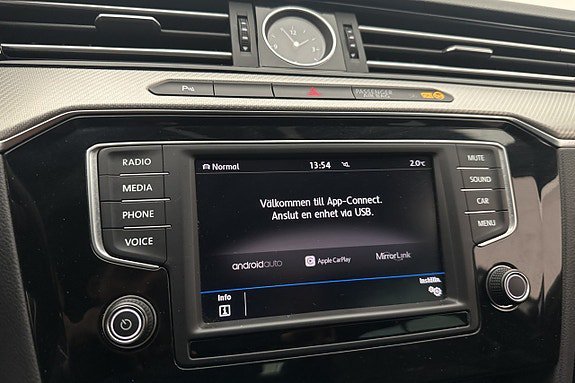 P
PASSENGER
AIR BAG
RADIO
MEDIA
PHONE
VOICE
Normal 13:54 2.0°C
Välkommen till App-Connect.
Anslut en enhet via USB.
androidauto Apple CarPlay MirrorLink
Info
Inställn.
MUTE
SOUND
CAR
MENU